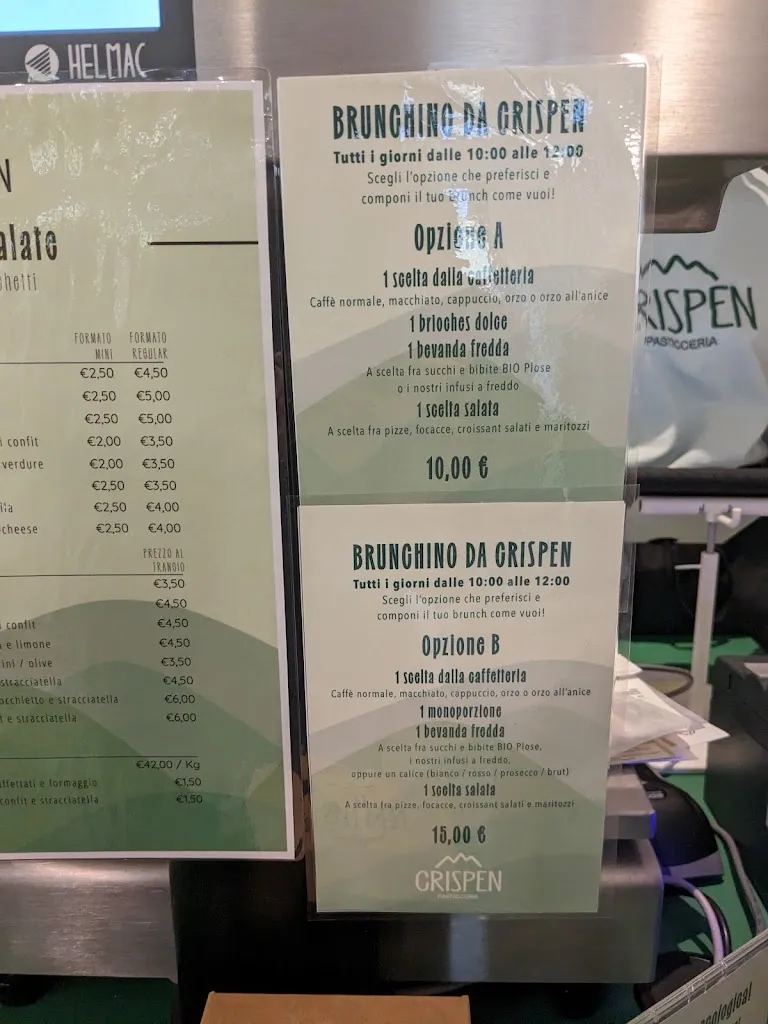 HELMAC
N
alate
chetti
FORMATO MINI FORMATO REGULAR
€2,50 €4,50
€2,50 €5,00
€2,50 €5,00
confit €2,00 €3,50
verdure €2,00 €3,50
€2,50 €3,50
€2,50 €4,00
cheese €2,50 €4,00
PREZZO AL
TRANCIO
€3,50
€4,50
confit €4,50
e limone €4,50
ini / olive €3,50
stracciatella €4,50
occhietto e stracciatella €6,00
e stracciatella €6,00
€42,00 / Kg
affettati e formaggio €1,50
confit e stracciatella €1,50
BRUNCHINO DA CRISPEN
Tutti i giorni dalle 10:00 alle 12:00
Scegli l'opzione che preferisci e
componi il tuo brunch come vuoi!
Opzione A
1 scelta dalla caffetteria
Caffè normale, macchiato, cappuccio, orzo o orzo all'anice
1 brioches dolce
1 bevanda fredda
A scelta fra succhi e bibite BIO Plose
o i nostri infusi a freddo
1 scelta salata
A scelta fra pizze, focacce, croissant salati e maritozzi
10,00 €
BRUNCHINO DA CRISPEN
Tutti i giorni dalle 10:00 alle 12:00
Scegli l'opzione che preferisci e
componi il tuo brunch come vuoi!
Opzione B
1 scelta dalla caffetteria
Caffè normale, macchiato, cappuccio, orzo o orzo all'anice
1 monoporzione
1 bevanda fredda
A scelta fra succhi e bibite BIO Plose,
i nostri infusi a freddo,
oppure un calice (bianco / rosso / prosecco / brut)
1 scelta salata
A scelta fra pizze, focacce, croissant salati e maritozzi
15,00 €
CRISPEN
PASTICCERIA
RISPEN
PASTICCERIA
ecologica!